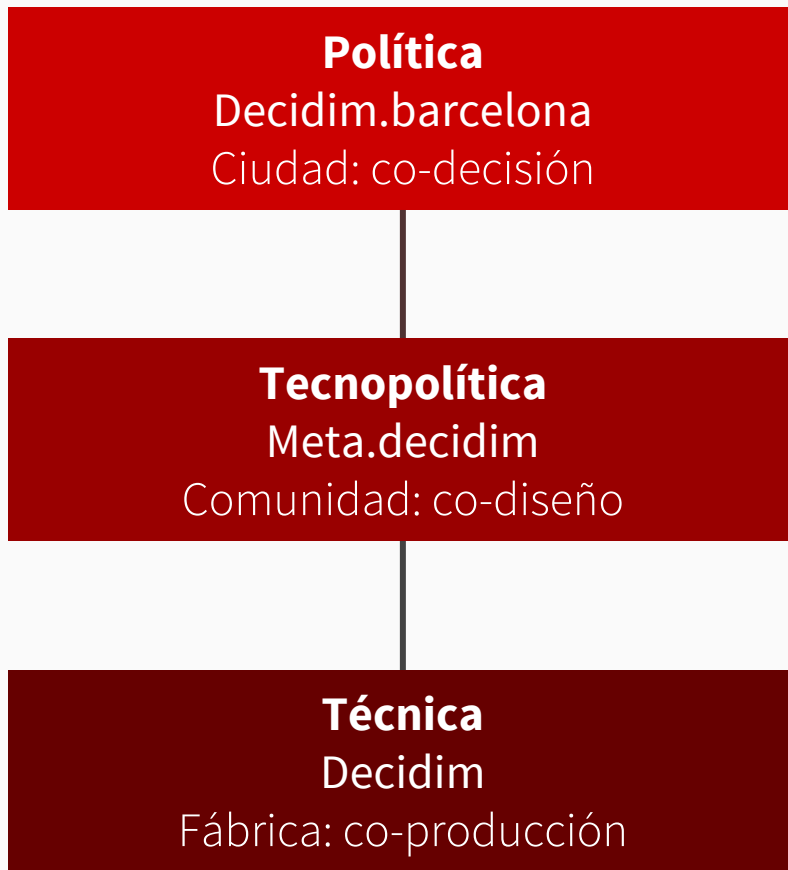 Política
Decidim.barcelona
Ciudad: co-decisión
Tecnopolítica
Meta.decidim
Comunidad: co-diseño
Técnica
Decidim
Fábrica: co-producción